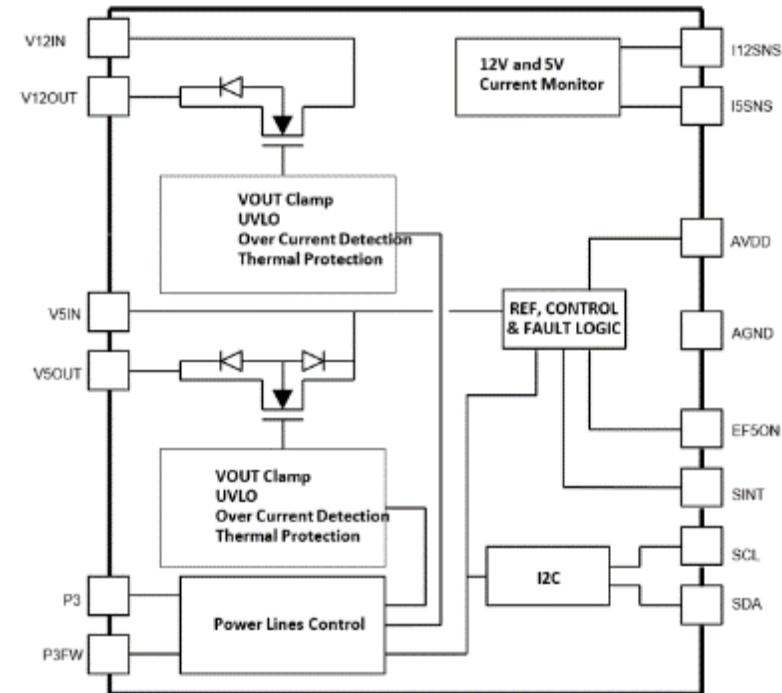 V12IN
V12OUT
12V and 5V
Current Monitor
I12SNS
I5SNS
VOUT Clamp
UVLO
Over Current Detection
Thermal Protection
AVDD
V5IN
REF, CONTROL
& FAULT LOGIC
AGND
V5OUT
EF5ON
VOUT Clamp
UVLO
Over Current Detection
Thermal Protection
SINT
SCL
I2C
SDA
P3
Power Lines Control
P3FW